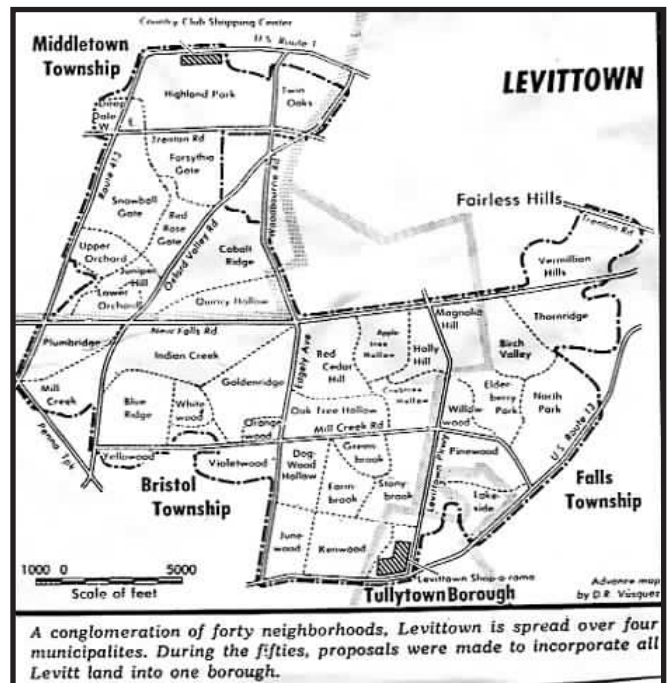 Country Club Shopping Center
U.S. Route 1
Middletown
Township
LEVITTOWN
Highland Park
Twin
Oaks
Deep
Dale
W. E.
Trenton Rd
Forsythia
Gate
Route 413
Snowball
Gate
Red
Rose
Gate
Woodbourne Rd
Oxford Valley Rd
Fairless Hills
Trenton Rd
Vermillion
Hills
Upper
Orchard
Juniper
Hill
Lower
Orchard
Cobalt
Ridge
Quincy Hollow
Magnolia
Hill
Thornridge
New Falls Rd
Plumbridge
Indian Creek
Edgely Ave
Red
Cedar
Hill
Apple
tree
Hollow
Holly
Hill
Birch
Valley
Mill
Creek
Goldenridge
Crabtree
Hollow
Elder-
berry
Park
North
Park
Blue
Ridge
White
wood
Orange
wood
Oak Tree Hollow
Willow
wood
Mill Creek Rd
Penna Tpk
Yellowood
Violetwood
Dog-
Wood
Hollow
Green-
brook
Pinewood
U.S. Route 13
Levittown Pkwy
Bristol
Township
Farm-
brook
Stony-
brook
Lake-
side
Falls
Township
June-
wood
Kenwood
1000 0 5000
Scale of feet
Levittown Shop-a-rama
Tullytown Borough
Advance map
by D.R. Vasquez
A conglomeration of forty neighborhoods, Levittown is spread over four
municipalites. During the fifties, proposals were made to incorporate all
Levitt land into one borough.